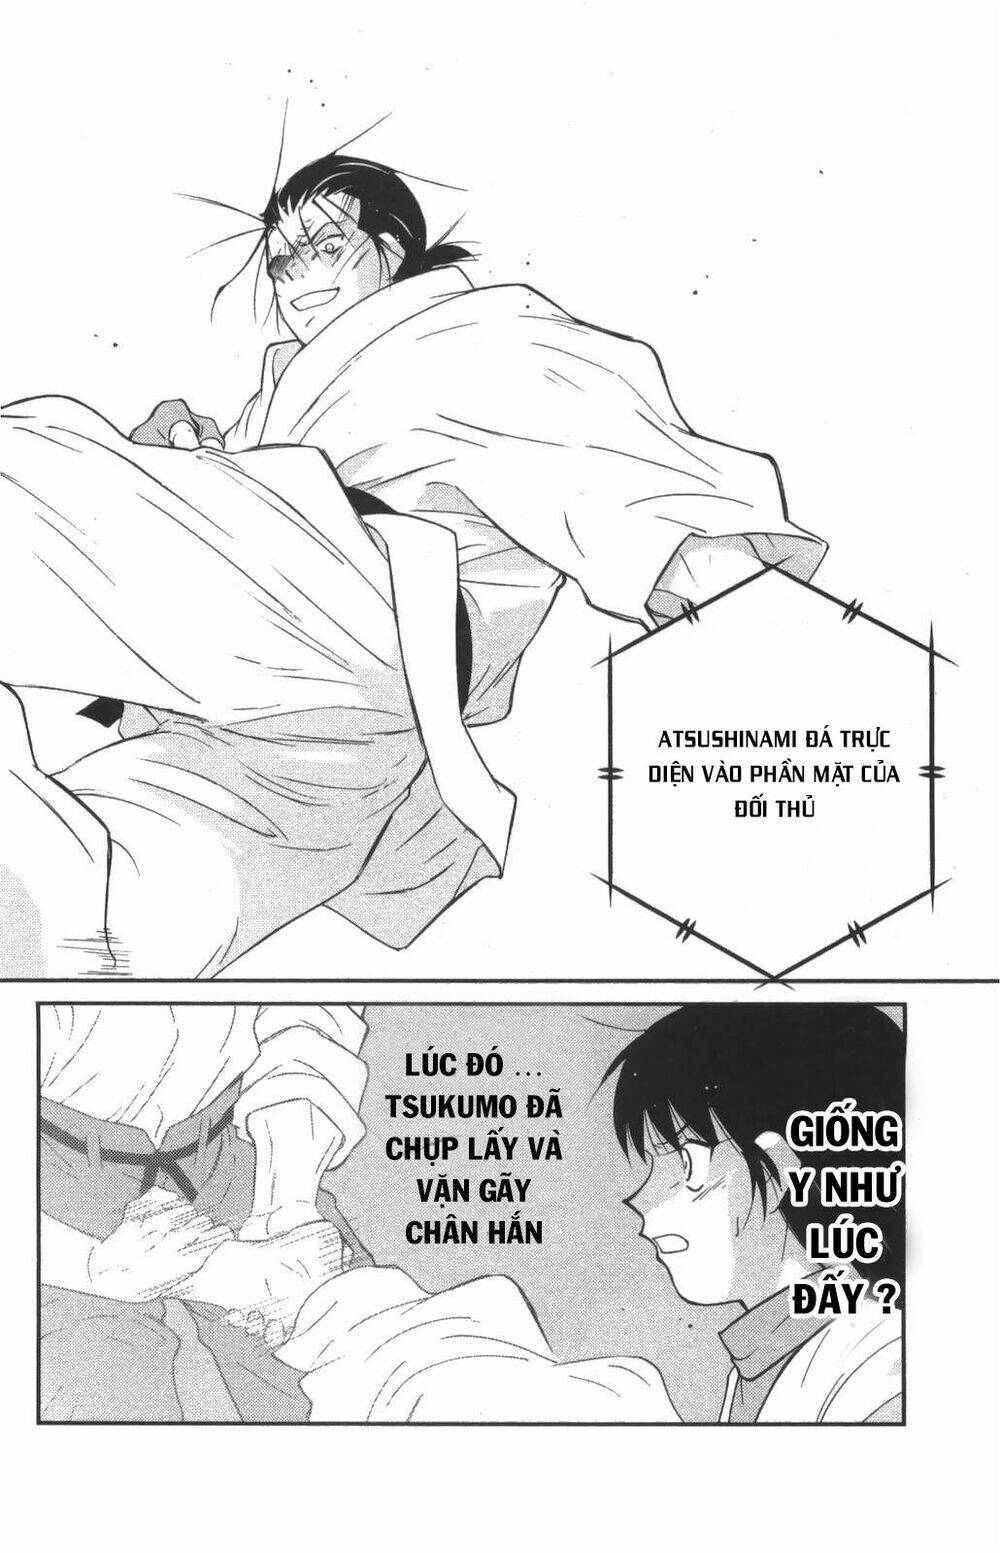 ATSUSHINAMI ĐÁ TRỰC
DIỆN VÀO PHẦN MẶT CỦA
ĐỐI THỦ
GIỐNG
Y NHƯ
LÚC
ĐẤY ?
LÚC ĐÓ ...
TSUKUMO ĐÃ
CHỤP LẤY VÀ
VẶN GÃY
CHÂN HẮN